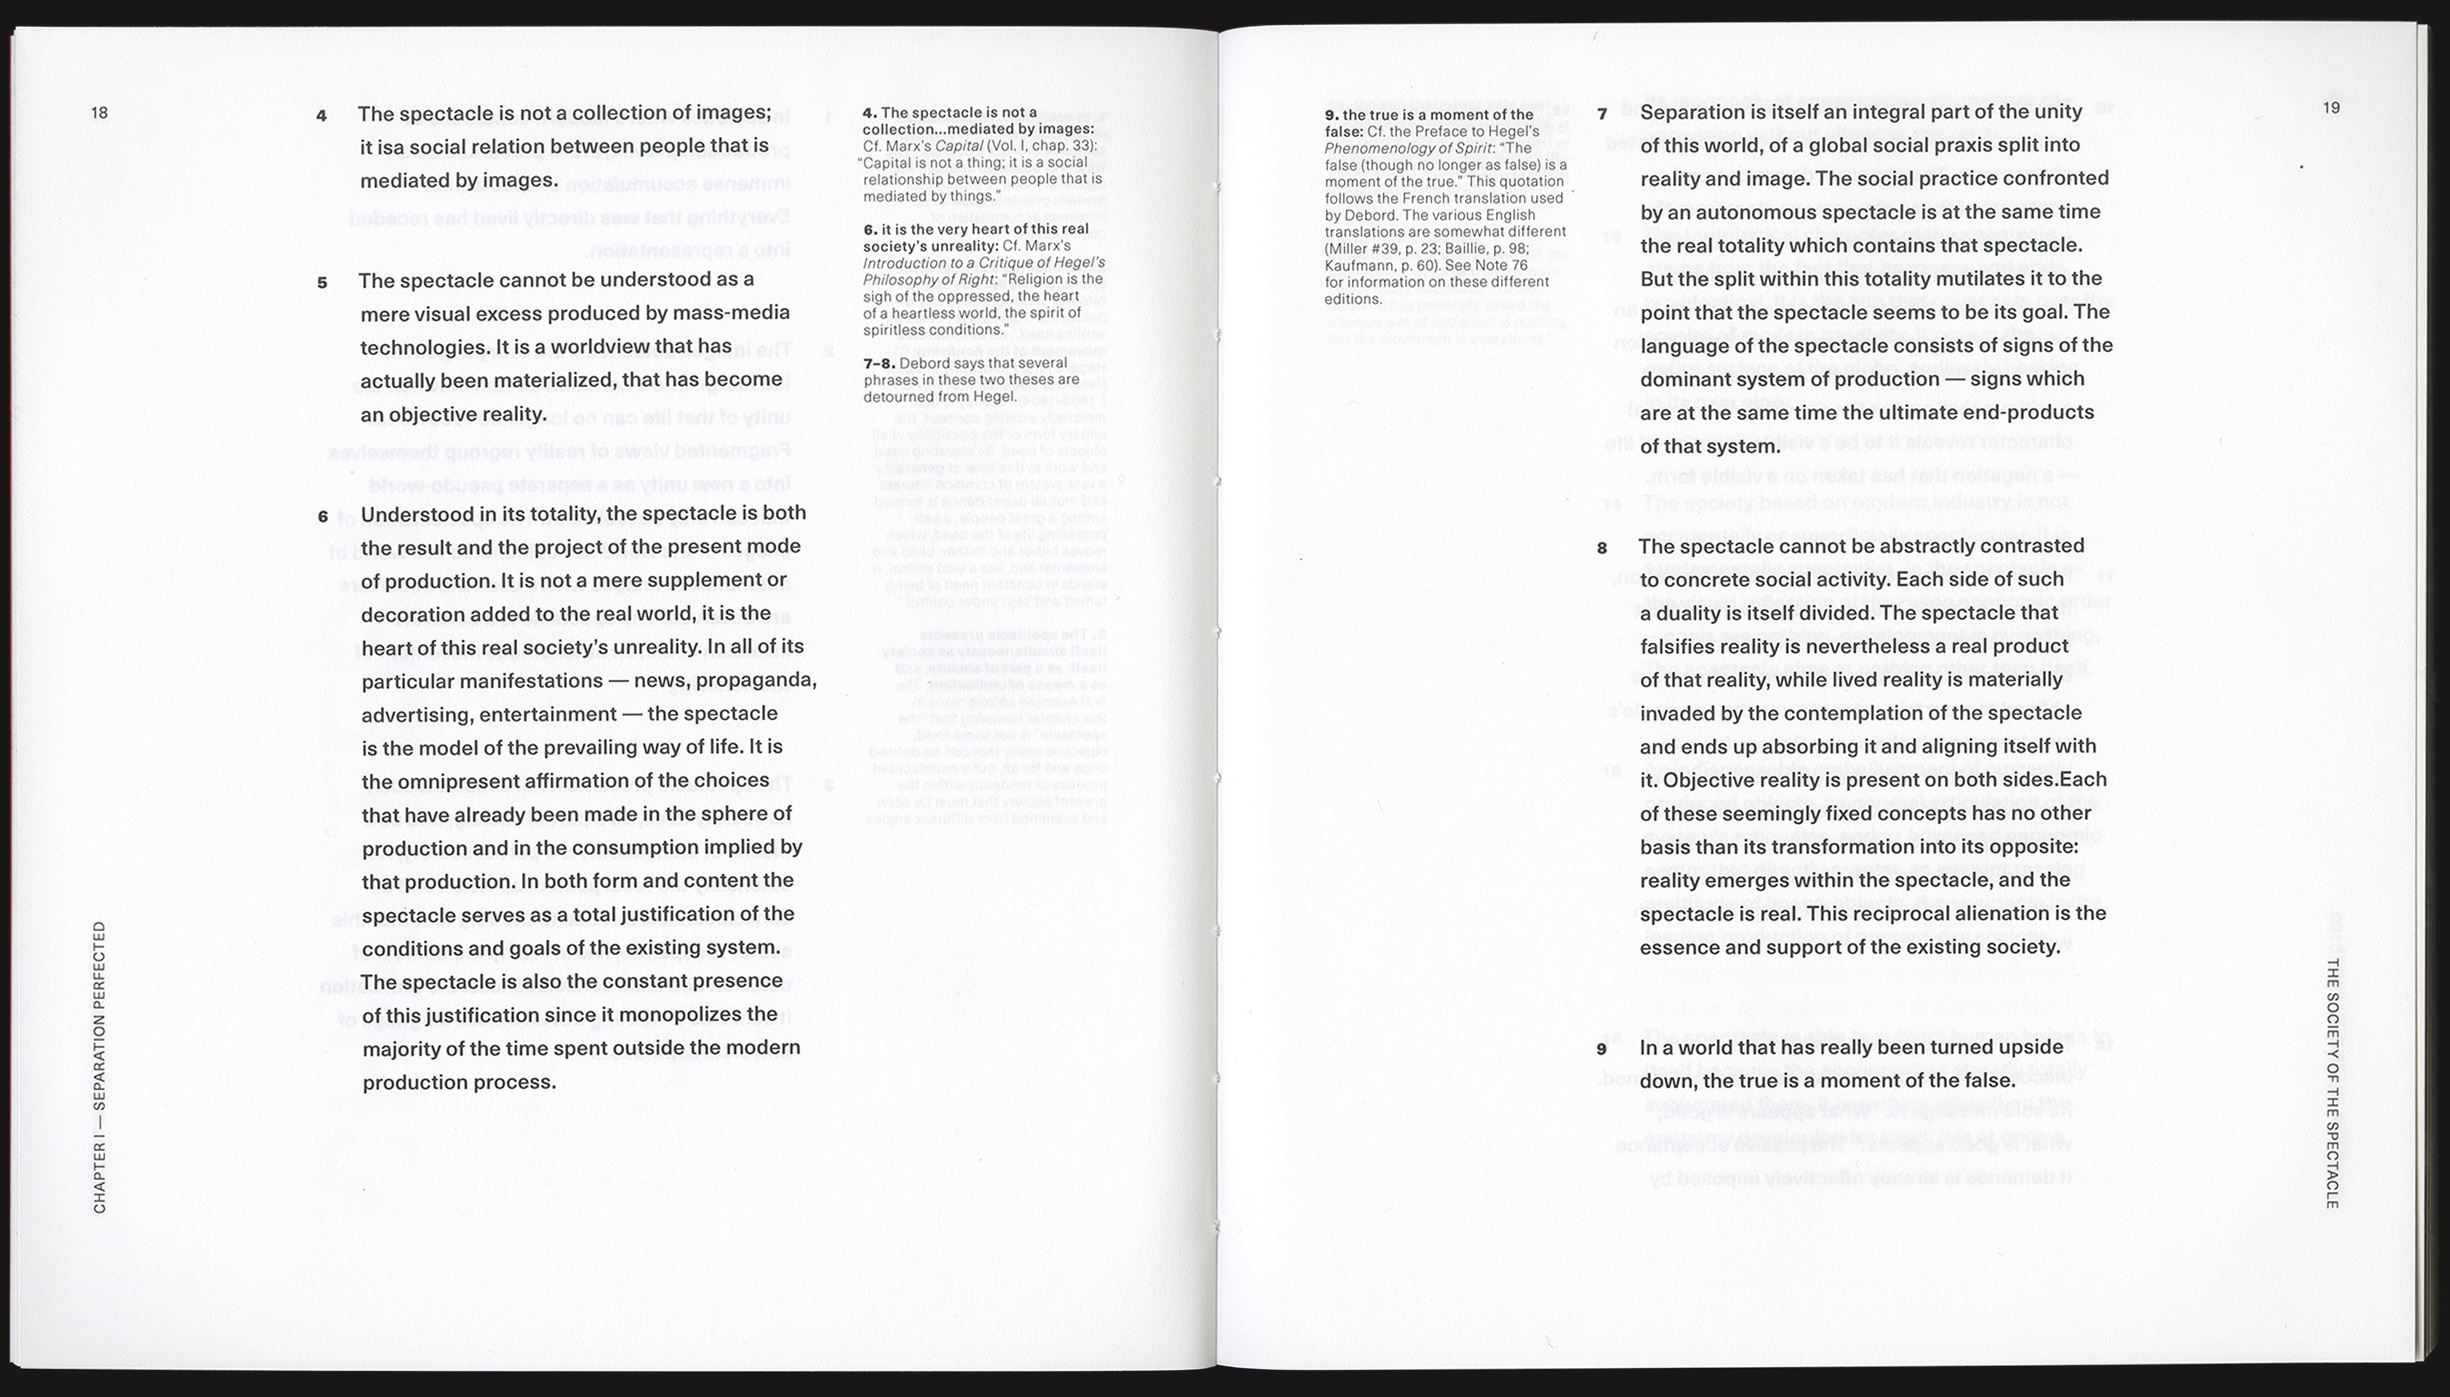 18
4 The spectacle is not a collection of images;
it isa social relation between people that is
mediated by images.
5 The spectacle cannot be understood as a
mere visual excess produced by mass-media
technologies. It is a worldview that has
actually been materialized, that has become
an objective reality.
6 Understood in its totality, the spectacle is both
the result and the project of the present mode
of production. It is not a mere supplement or
decoration added to the real world, it is the
heart of this real society's unreality. In all of its
particular manifestations — news, propaganda,
advertising, entertainment — the spectacle
is the model of the prevailing way of life. It is
the omnipresent affirmation of the choices
that have already been made in the sphere of
production and in the consumption implied by
that production. In both form and content the
spectacle serves as a total justification of the
conditions and goals of the existing system.
The spectacle is also the constant presence
of this justification since it monopolizes the
majority of the time spent outside the modern
production process.
4. The spectacle is not a
collection...mediated by images:
Cf. Marx's Capital (Vol. I, chap. 33):
"Capital is not a thing; it is a social
relationship between people that is
mediated by things."
6. it is the very heart of this real
society's unreality: Cf. Marx's
Introduction to a Critique of Hegel's
Philosophy of Right: "Religion is the
sigh of the oppressed, the heart
of a heartless world, the spirit of
spiritless conditions."
7–8. Debord says that several
phrases in these two theses are
detourned from Hegel.
CHAPTER I — SEPARATION PERFECTED
9. the true is a moment of the
false: Cf. the Preface to Hegel's
Phenomenology of Spirit: "The
false (though no longer as false) is a
moment of the true." This quotation
follows the French translation used
by Debord. The various English
translations are somewhat different
(Miller #39, p. 23; Baillie, p. 98;
Kaufmann, p. 60). See Note 76
for information on these different
editions.
7 Separation is itself an integral part of the unity
of this world, of a global social praxis split into
reality and image. The social practice confronted
by an autonomous spectacle is at the same time
the real totality which contains that spectacle.
But the split within this totality mutilates it to the
point that the spectacle seems to be its goal. The
language of the spectacle consists of signs of the
dominant system of production — signs which
are at the same time the ultimate end-products
of that system.
8 The spectacle cannot be abstractly contrasted
to concrete social activity. Each side of such
a duality is itself divided. The spectacle that
falsifies reality is nevertheless a real product
of that reality, while lived reality is materially
invaded by the contemplation of the spectacle
and ends up absorbing it and aligning itself with
it. Objective reality is present on both sides.Each
of these seemingly fixed concepts has no other
basis than its transformation into its opposite:
reality emerges within the spectacle, and the
spectacle is real. This reciprocal alienation is the
essence and support of the existing society.
9 In a world that has really been turned upside
down, the true is a moment of the false.
19
THE SOCIETY OF THE SPECTACLE